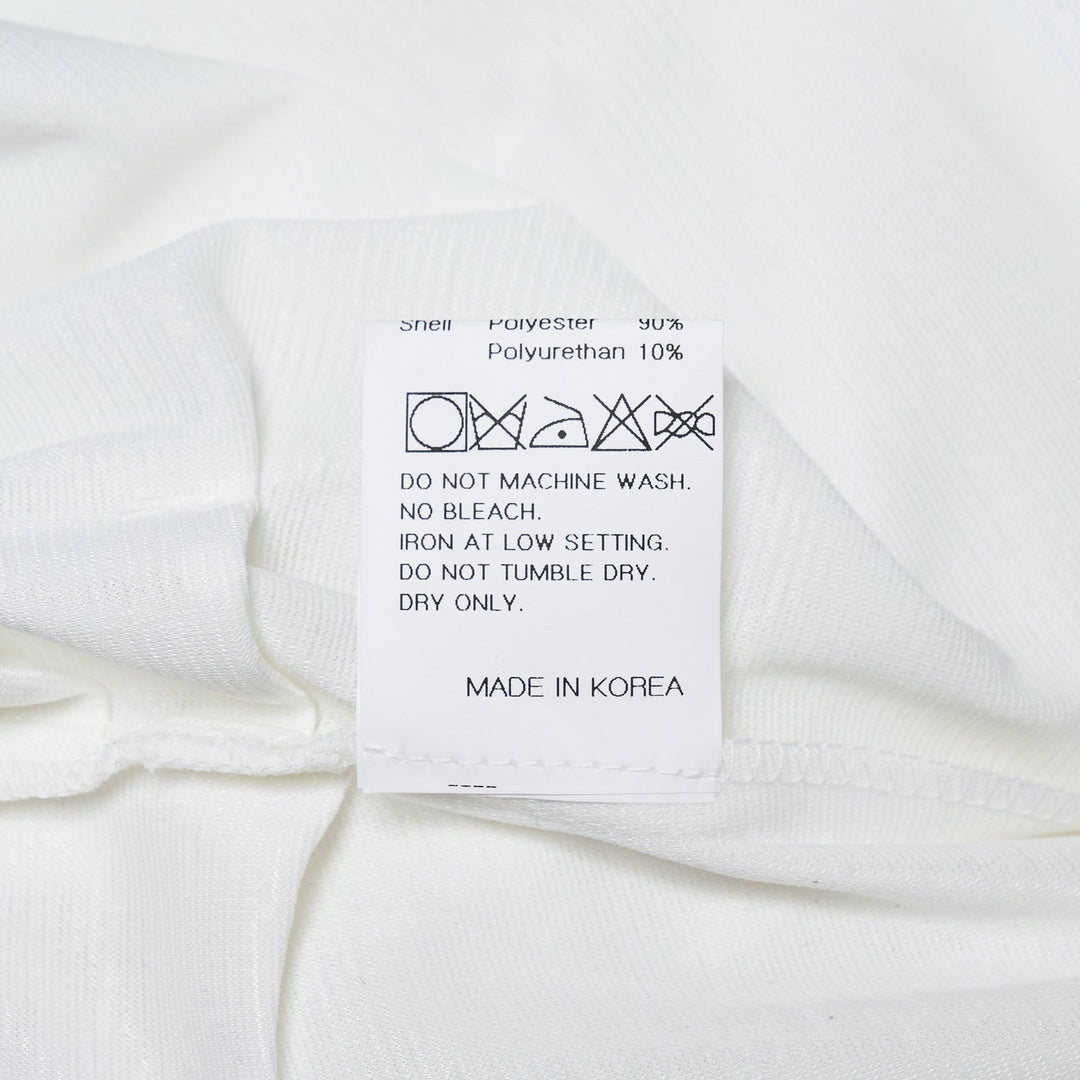 Shell Polyester 90%
Polyurethan 10%
DO NOT MACHINE WASH.
NO BLEACH.
IRON AT LOW SETTING.
DO NOT TUMBLE DRY.
DRY ONLY.
MADE IN KOREA